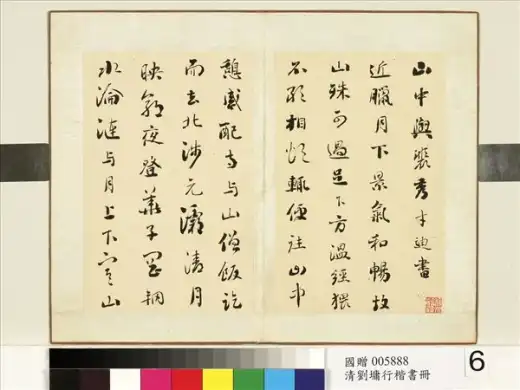 山中與裴秀才迪書
近臘月下景氣和暢故
山殊可過足下方溫經猥
不敢相煩輒便往山中
憩感配寺與山僧飯訖
而去北涉元灞清月
映郭夜登華子岡輞
水淪漣與月上下寒山
國贈 005888
清劉墉行楷書冊
6